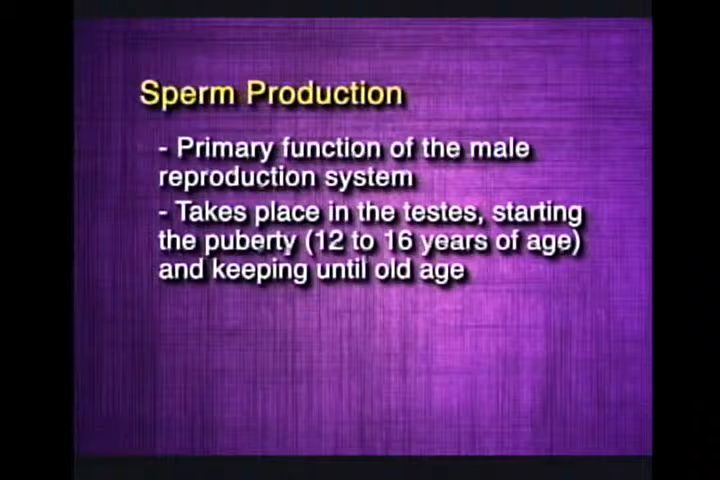 Sperm Production
- Primary function of the male
reproduction system
- Takes place in the testes, starting
the puberty (12 to 16 years of age)
and keeping until old age